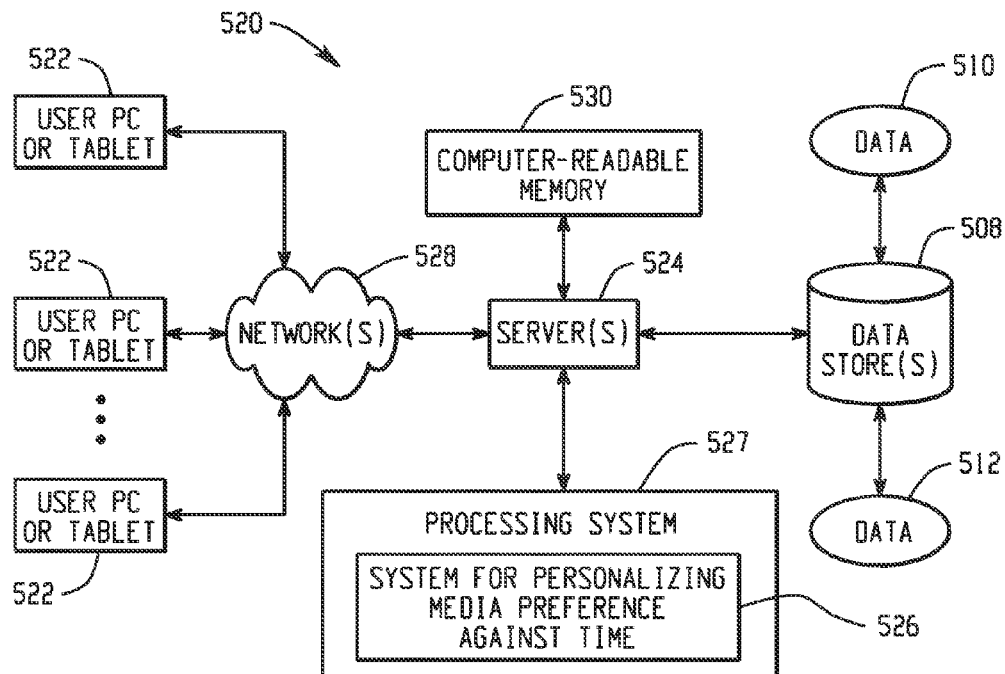 520
522
USER PC
OR TABLET
530
COMPUTER-READABLE
MEMORY
510
DATA
522
USER PC
OR TABLET
528
NETWORK(S)
524
SERVER(S)
508
DATA
STORE(S)
USER PC
OR TABLET
522
527
PROCESSING SYSTEM
SYSTEM FOR PERSONALIZING
MEDIA PREFERENCE
AGAINST TIME
526
512
DATA